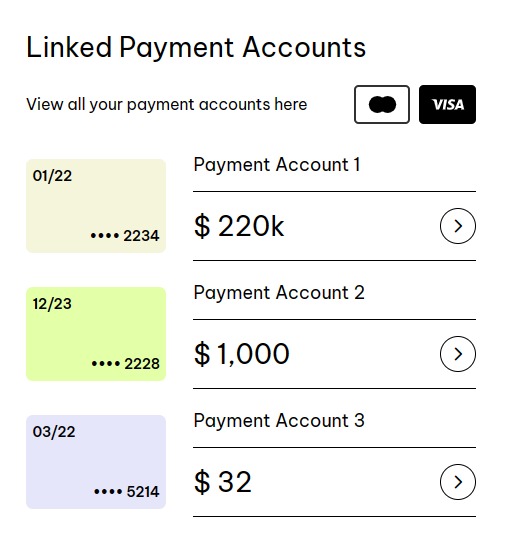 Linked Payment Accounts
View all your payment accounts here
VISA
01/22
•••• 2234
Payment Account 1
$ 220k
12/23
•••• 2228
Payment Account 2
$ 1,000
03/22
•••• 5214
Payment Account 3
$ 32